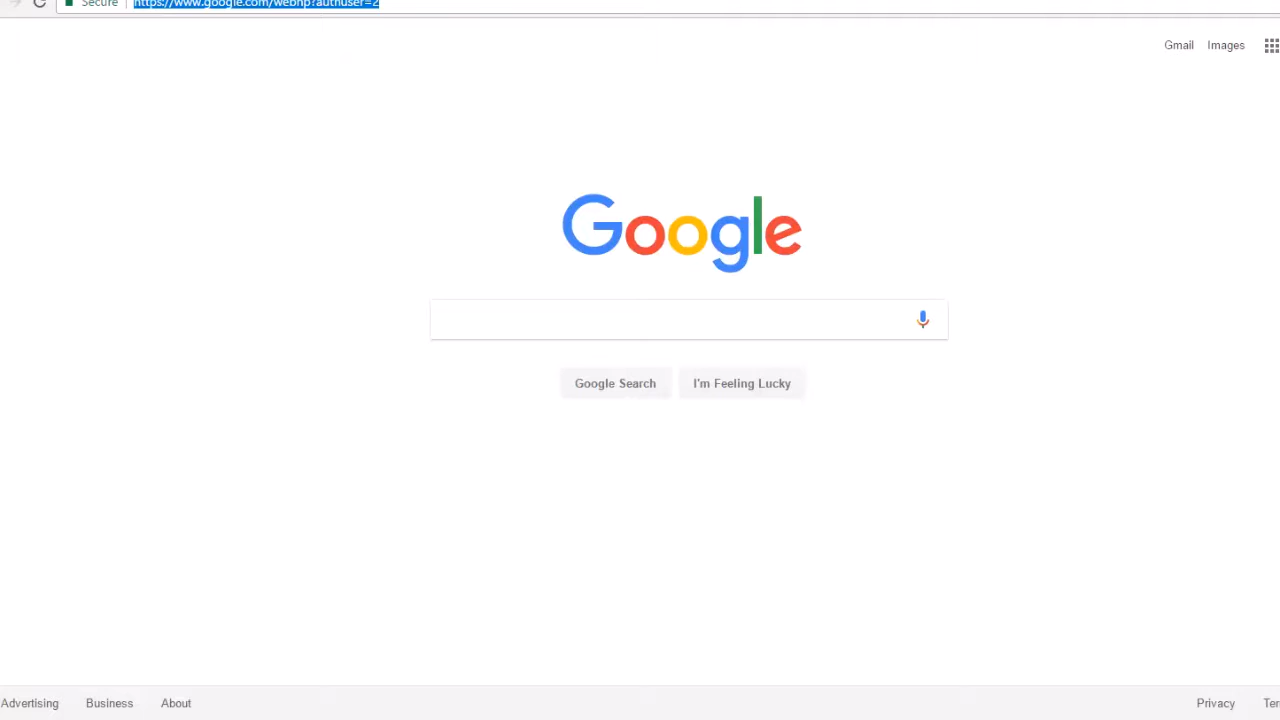 Secure https://www.google.com/webhp?authuser=2
Gmail Images
Google
Google Search I'm Feeling Lucky
Advertising Business About Privacy Ter